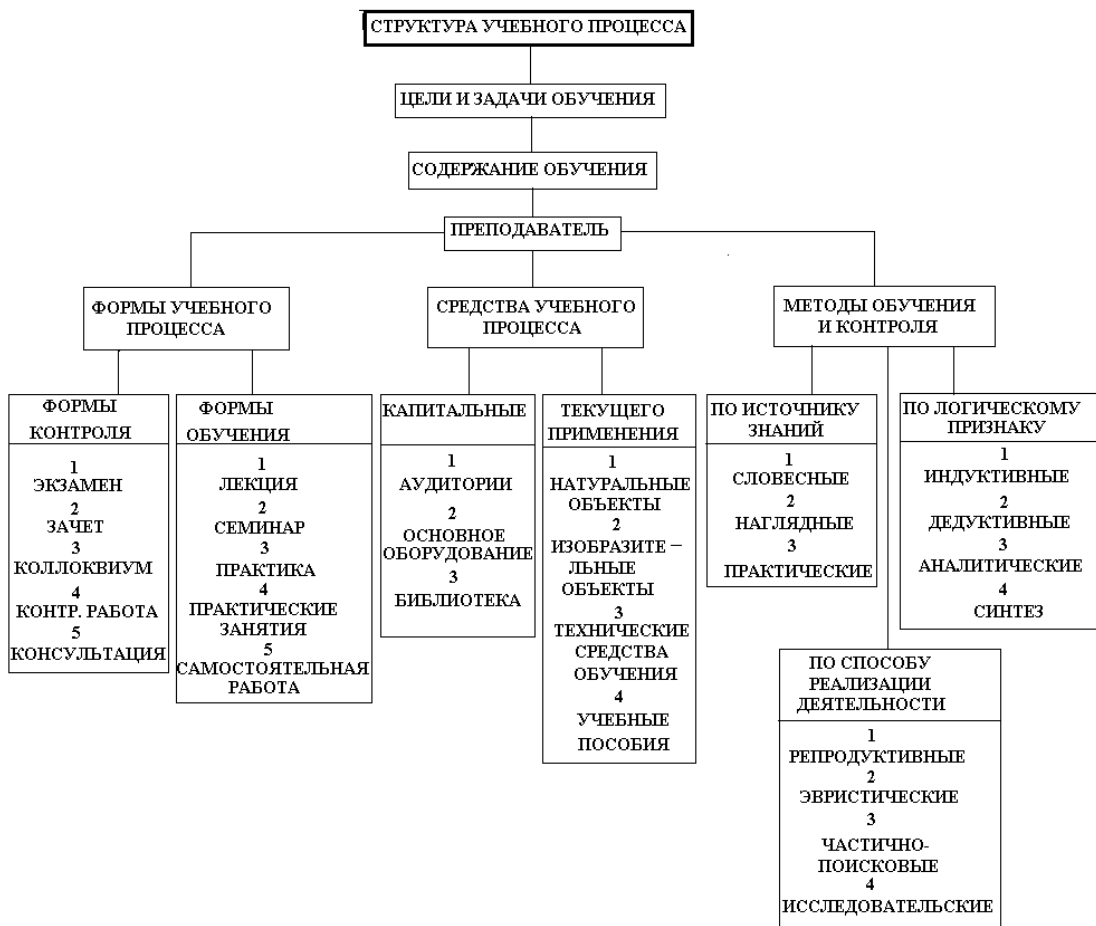 СТРУКТУРА УЧЕБНОГО ПРОЦЕССА
ЦЕЛИ И ЗАДАЧИ ОБУЧЕНИЯ
СОДЕРЖАНИЕ ОБУЧЕНИЯ
ПРЕПОДАВАТЕЛЬ
ФОРМЫ УЧЕБНОГО
ПРОЦЕССА
СРЕДСТВА УЧЕБНОГО
ПРОЦЕССА
МЕТОДЫ ОБУЧЕНИЯ
И КОНТРОЛЯ
ФОРМЫ
КОНТРОЛЯ
1
ЭКЗАМЕН
2
ЗАЧЕТ
3
КОЛЛОКВИУМ
4
КОНТР. РАБОТА
5
КОНСУЛЬТАЦИЯ
ФОРМЫ
ОБУЧЕНИЯ
1
ЛЕКЦИЯ
2
СЕМИНАР
3
ПРАКТИКА
4
ПРАКТИЧЕСКИЕ
ЗАНЯТИЯ
5
САМОСТОЯТЕЛЬНАЯ
РАБОТА
КАПИТАЛЬНЫЕ
1
АУДИТОРИИ
2
ОСНОВНОЕ
ОБОРУДОВАНИЕ
3
БИБЛИОТЕКА
ТЕКУЩЕГО
ПРИМЕНЕНИЯ
1
НАТУРАЛЬНЫЕ
ОБЪЕКТЫ
2
ИЗОБРАЗИТЕ –
ЛЬНЫЕ
ОБЪЕКТЫ
3
ТЕХНИЧЕСКИЕ
СРЕДСТВА
ОБУЧЕНИЯ
4
УЧЕБНЫЕ
ПОСОБИЯ
ПО ИСТОЧНИКУ
ЗНАНИЙ
1
СЛОВЕСНЫЕ
2
НАГЛЯДНЫЕ
3
ПРАКТИЧЕСКИЕ
ПО ЛОГИЧЕСКОМУ
ПРИЗНАКУ
1
ИНДУКТИВНЫЕ
2
ДЕДУКТИВНЫЕ
3
АНАЛИТИЧЕСКИЕ
4
СИНТЕЗ
ПО СПОСОБУ
РЕАЛИЗАЦИИ
ДЕЯТЕЛЬНОСТИ
1
РЕПРОДУКТИВНЫЕ
2
ЭВРИСТИЧЕСКИЕ
3
ЧАСТИЧНО-
ПОИСКОВЫЕ
4
ИССЛЕДОВАТЕЛЬСКИЕ